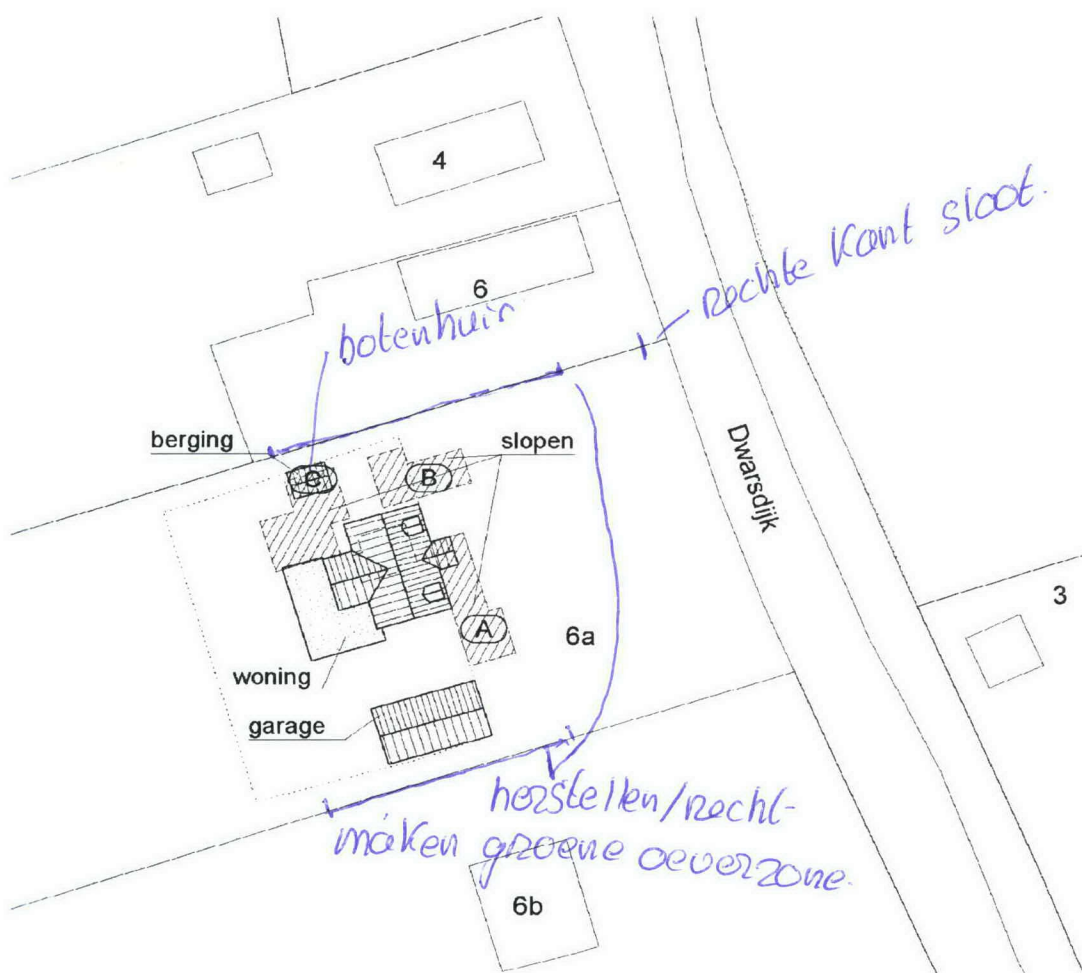 4
rechte kant sloot.
6
botenhuis
berging
slopen
C
B
Dwarsdijk
3
A
6a
woning
garage
herstellen/recht-
maken groene oeverzone.
6b